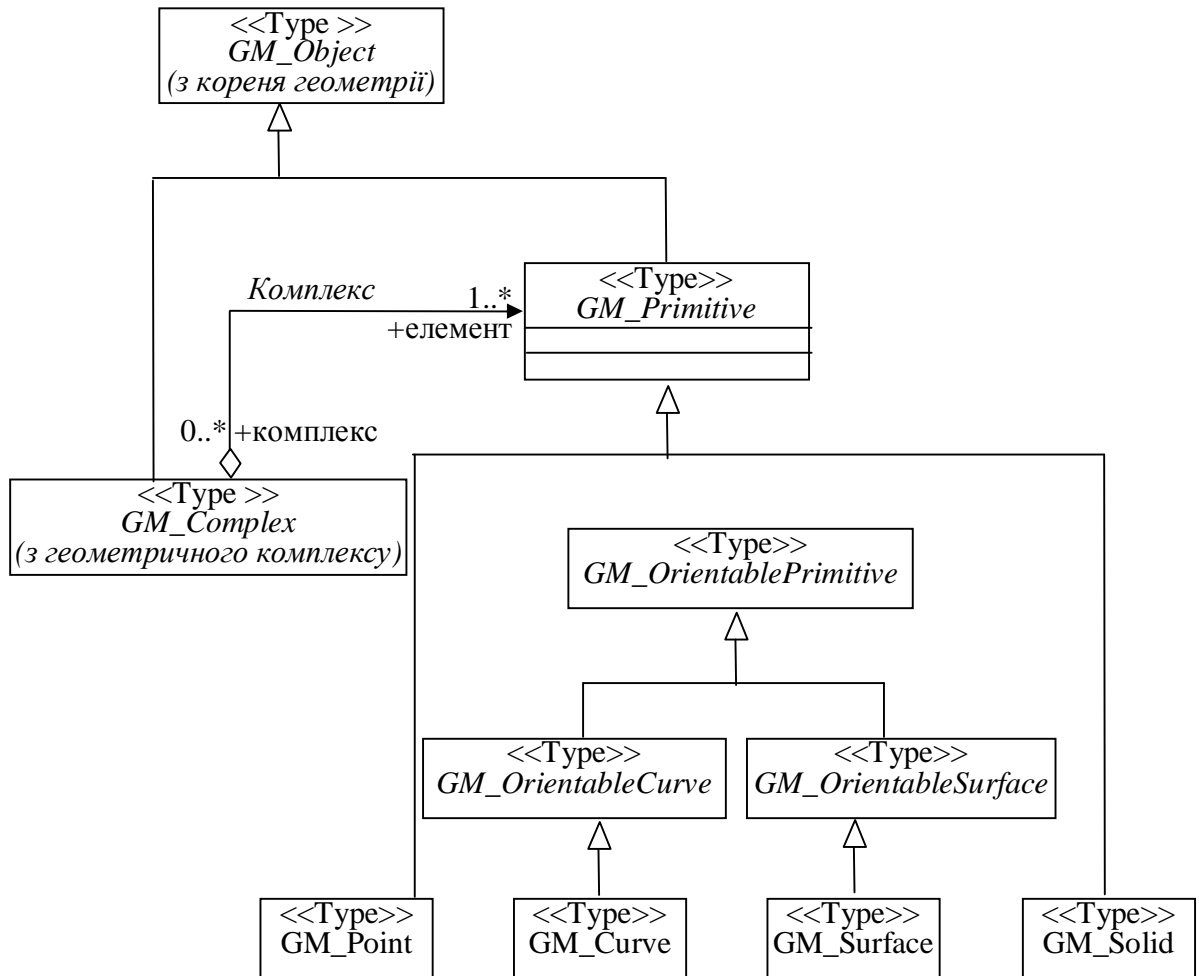 <<Type >>
GM_Object
(з кореня геометрії)
<<Type>>
GM_Primitive
Комплекс
1..*
+елемент
0..* +комплекс
<<Type >>
GM_Complex
(з геометричного комплексу)
<<Type>>
GM_OrientablePrimitive
<<Type>>
GM_OrientableCurve
<<Type>>
GM_OrientableSurface
<<Type>>
GM_Point
<<Type>>
GM_Curve
<<Type>>
GM_Surface
<<Type>>
GM_Solid